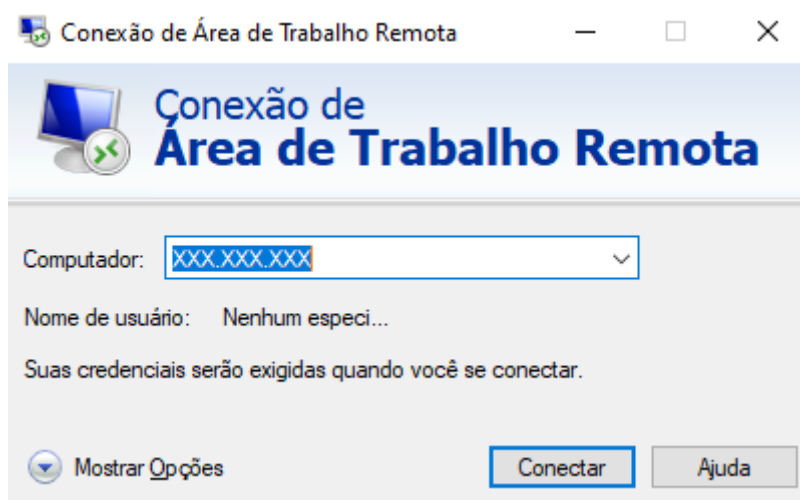 Conexão de Área de Trabalho Remota
Conexão de
Área de Trabalho Remota
Computador: XXX.XXX.XXX
Nome de usuário: Nenhum especi...
Suas credenciais serão exigidas quando você se conectar.
Mostrar Opções Conectar Ajuda